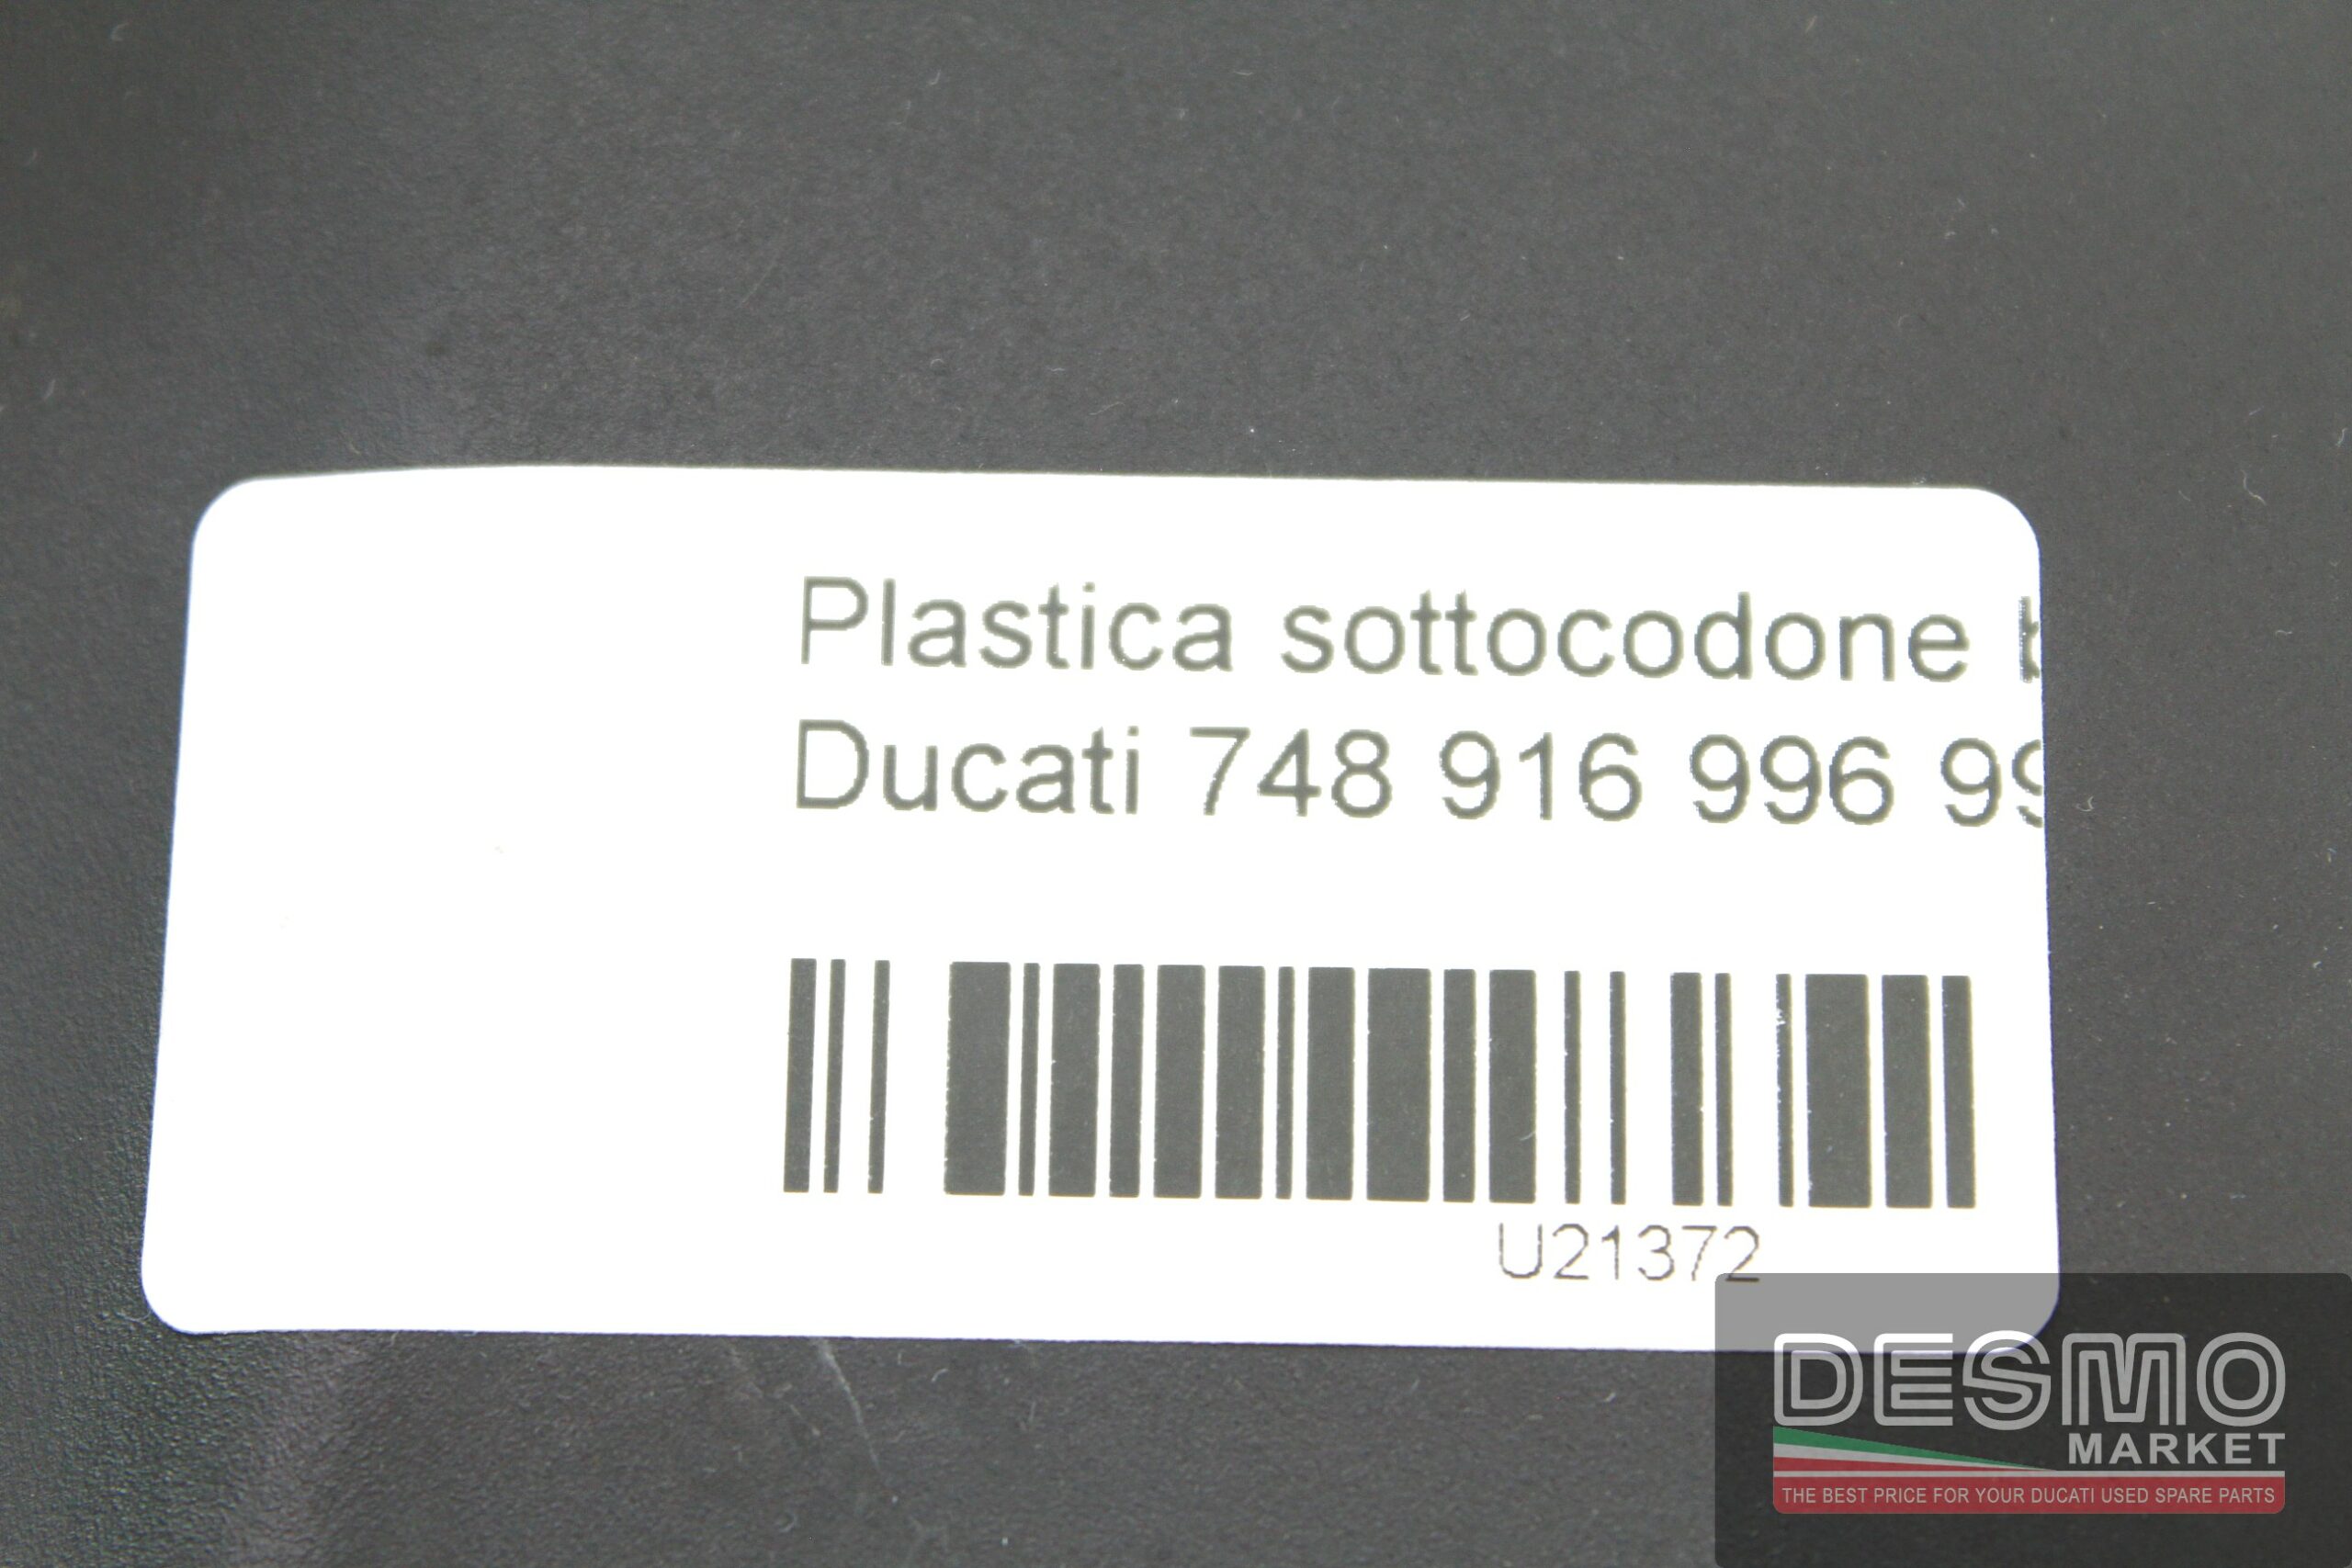 Plastica sottocodone
Ducati 748 916 996
U21372
DESMO
MARKET
THE BEST PRICE FOR YOUR DUCATI USED SPARE PARTS